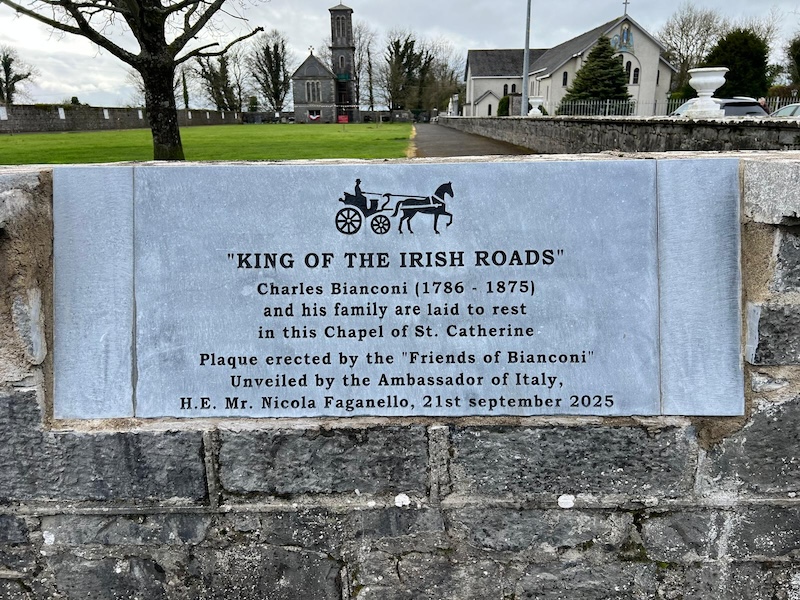 "KING OF THE IRISH ROADS"
Charles Bianconi (1786 - 1875)
and his family are laid to rest
in this Chapel of St. Catherine
Plaque erected by the "Friends of Bianconi"
Unveiled by the Ambassador of Italy,
H.E. Mr. Nicola Faganello, 21st september 2025